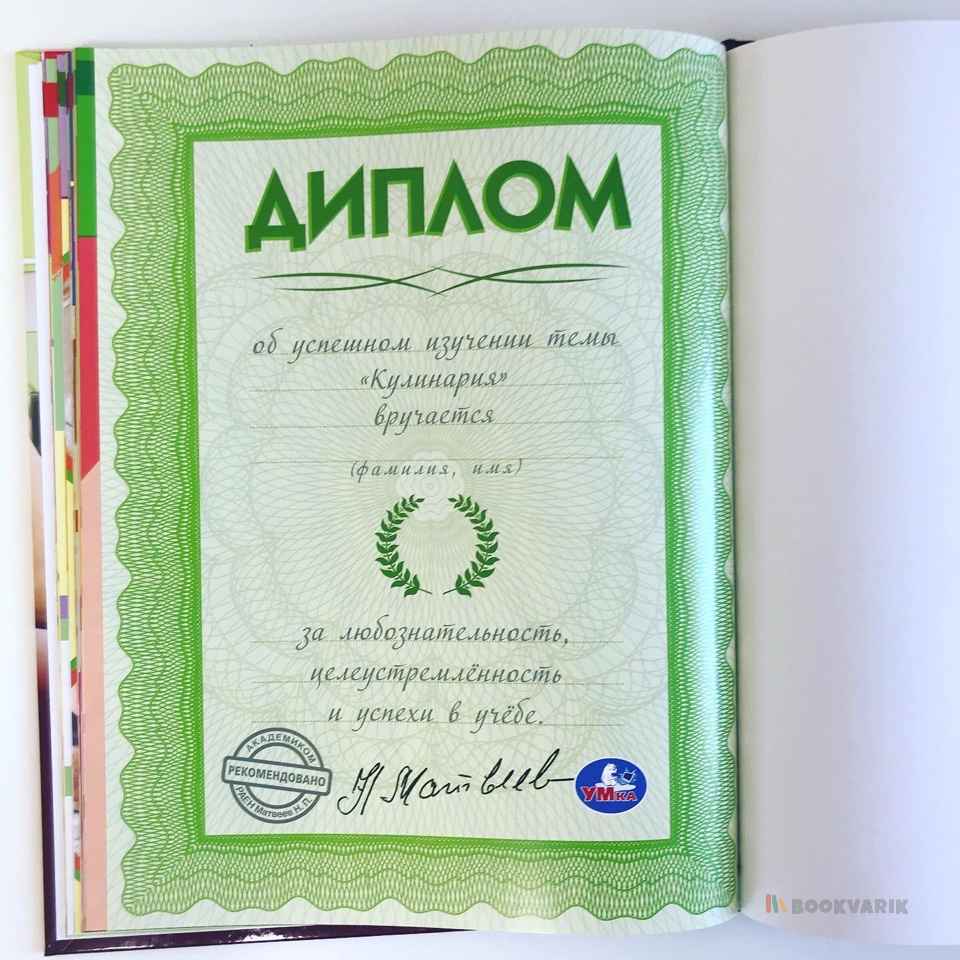 ДИПЛОМ
об успешном изучении темы
«Кулинария»
вручается
(фамилия, имя)
за любознательность,
целеустремлённость
и успехи в учёбе.
АКАДЕМИКОМ
РЕКОМЕНДОВАНО
РАЕН Матвеев Н. П.
Н Матвеев
УМка
BOOKVARIK